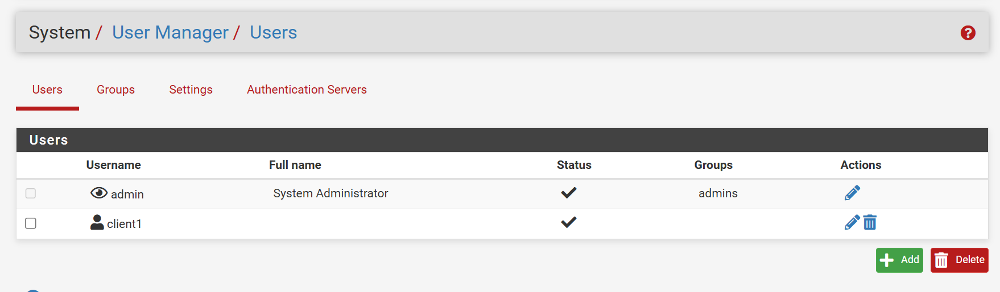 System / User Manager / Users
Users Groups Settings Authentication Servers
Users
Username Full name Status Groups Actions
admin System Administrator admins
client1
Add Delete